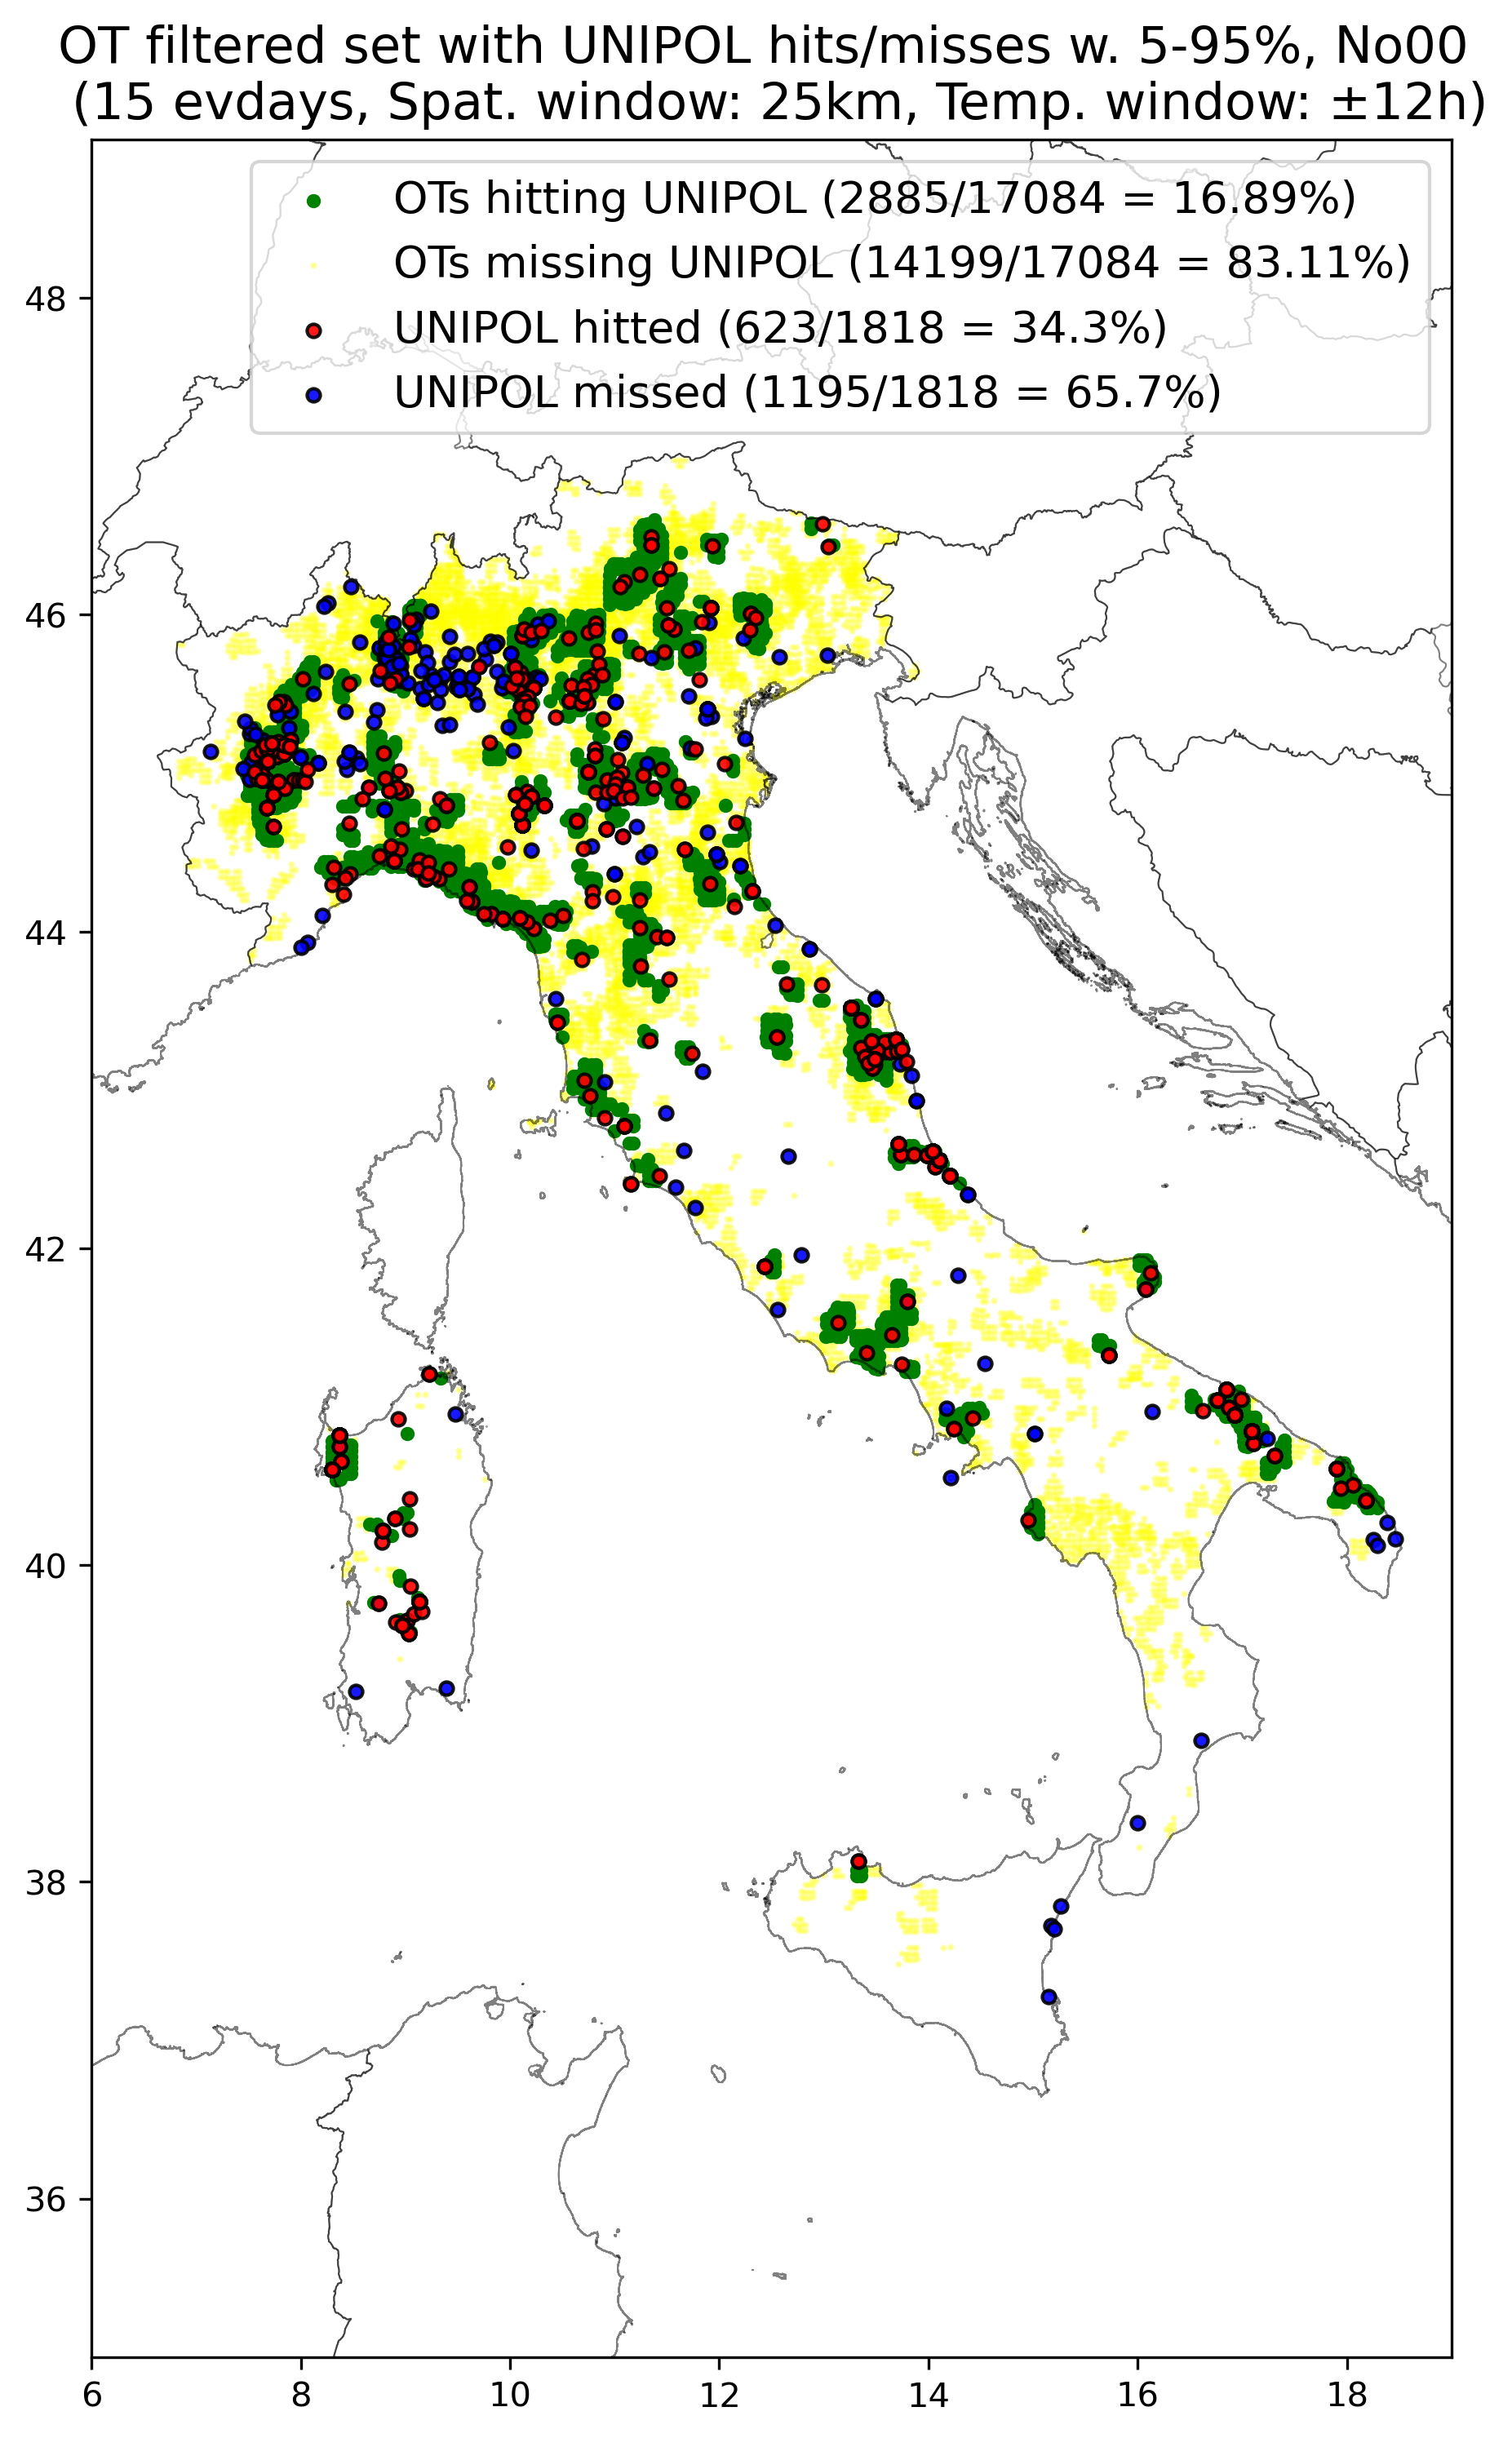 OT filtered set with UNIPOL hits/misses w. 5-95%, No00
(15 evdays, Spat. window: 25km, Temp. window: ±12h)
OTs hitting UNIPOL (2885/17084 = 16.89%)
OTs missing UNIPOL (14199/17084 = 83.11%)
UNIPOL hitted (623/1818 = 34.3%)
UNIPOL missed (1195/1818 = 65.7%)
48
46
44
42
40
38
36
6 8 10 12 14 16 18